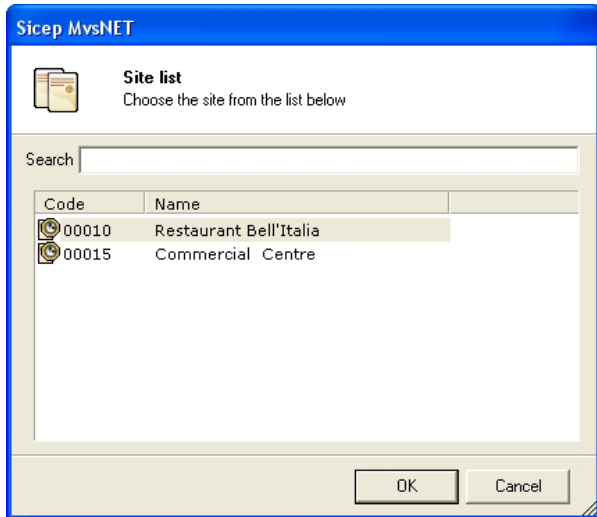 Sicep MvsNET
Site list
Choose the site from the list below
Search
Code Name
00010 Restaurant Bell'Italia
00015 Commercial Centre
OK Cancel